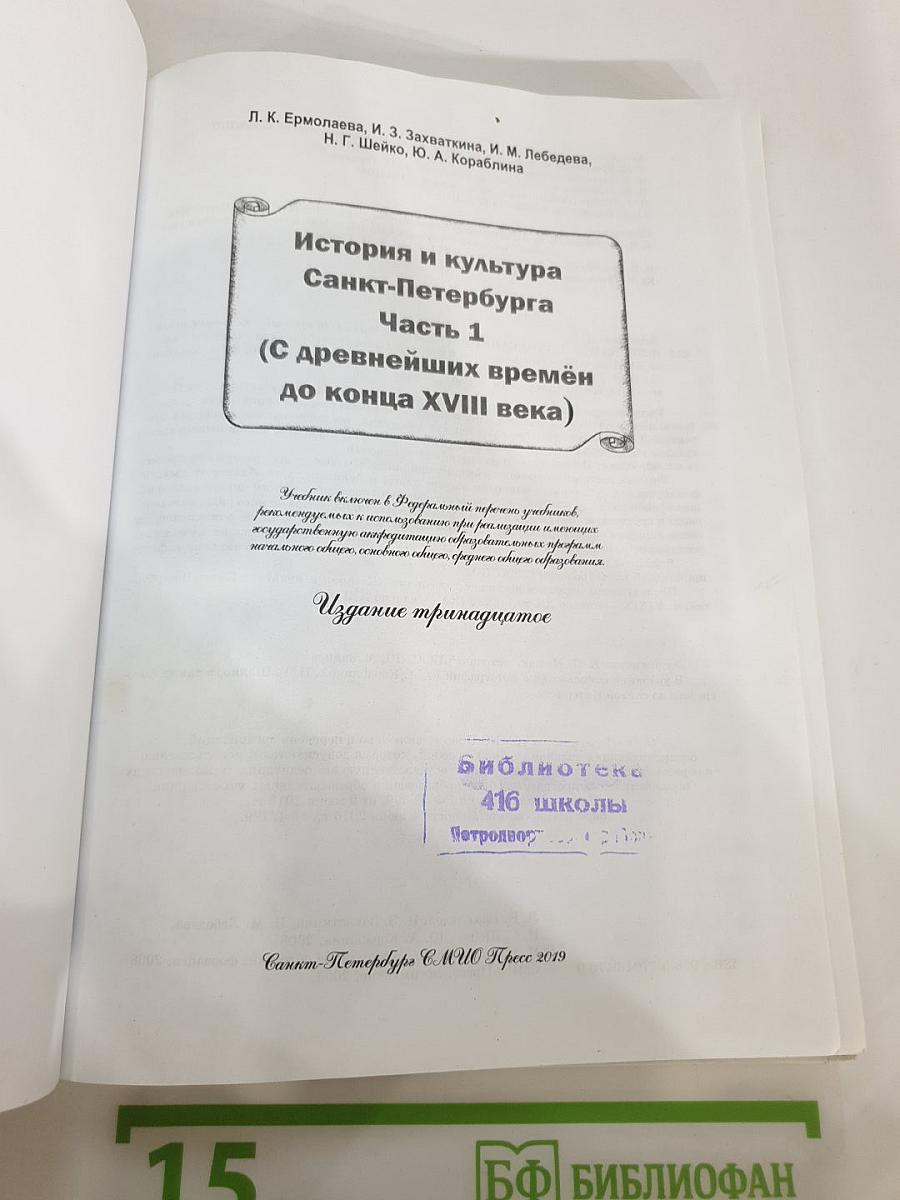 Л. К. Ермолаева, И. З. Захваткина, И. М. Лебедева,
Н. Г. Шейко, Ю. А. Кораблина
История и культура
Санкт-Петербурга
Часть 1
(С древнейших времён
до конца XVIII века)
Учебник включен в Федеральный перечень учебников,
рекомендуемых к использованию при реализации имеющих
государственную аккредитацию образовательных программ
начального общего, основного общего, среднего общего образования.
Издание тринадцатое
Библиотека
416 школы
Санкт-Петербург СМИО Пресс 2019
15
БФ БИБЛИОФАН